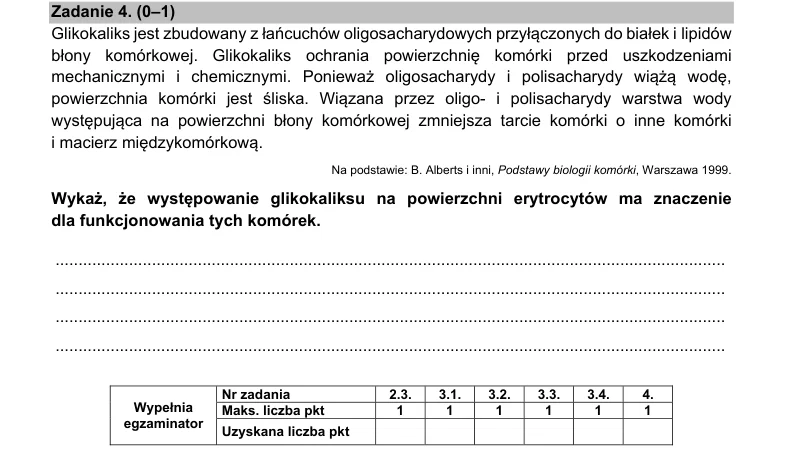 Zadanie 4. (0–1)
Glikokaliks jest zbudowany z łańcuchów oligosacharydowych przyłączonych do białek i lipidów
błony komórkowej. Glikokaliks ochrania powierzchnię komórki przed uszkodzeniami
mechanicznymi i chemicznymi. Ponieważ oligosacharydy i polisacharydy wiążą wodę,
powierzchnia komórki jest śliska. Wiązana przez oligo- i polisacharydy warstwa wody
występująca na powierzchni błony komórkowej zmniejsza tarcie komórki o inne komórki
i macierz międzykomórkową.
Na podstawie: B. Alberts i inni, Podstawy biologii komórki, Warszawa 1999.
Wykaż, że występowanie glikokaliksu na powierzchni erytrocytów ma znaczenie
dla funkcjonowania tych komórek.
Wypełnia egzaminator
Nr zadania 2.3. 3.1. 3.2. 3.3. 3.4. 4.
Maks. liczba pkt 1 1 1 1 1 1
Uzyskana liczba pkt